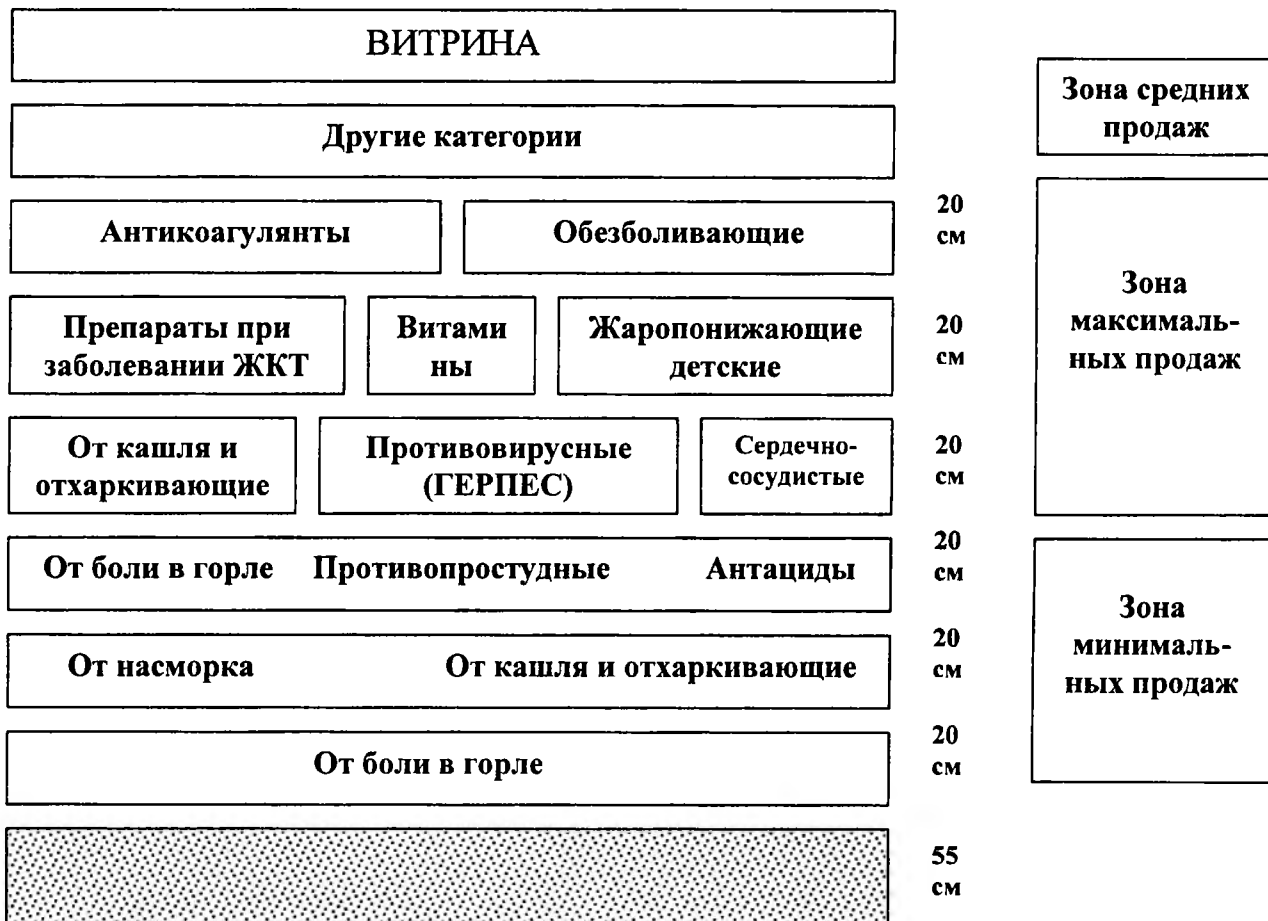 ВИТРИНА
Зона средних
продаж
Другие категории
Антикоагулянты
Обезболивающие
20
см
Препараты при
заболевании ЖКТ
Витами
ны
Жаропонижающие
детские
20
см
Зона
максималь-
ных продаж
От кашля и
отхаркивающие
Противовирусные
(ГЕРПЕС)
Сердечно-
сосудистые
20
см
От боли в горле Противопростудные Антациды
20
см
От насморка От кашля и отхаркивающие
20
см
Зона
минималь-
ных продаж
От боли в горле
20
см
55
см